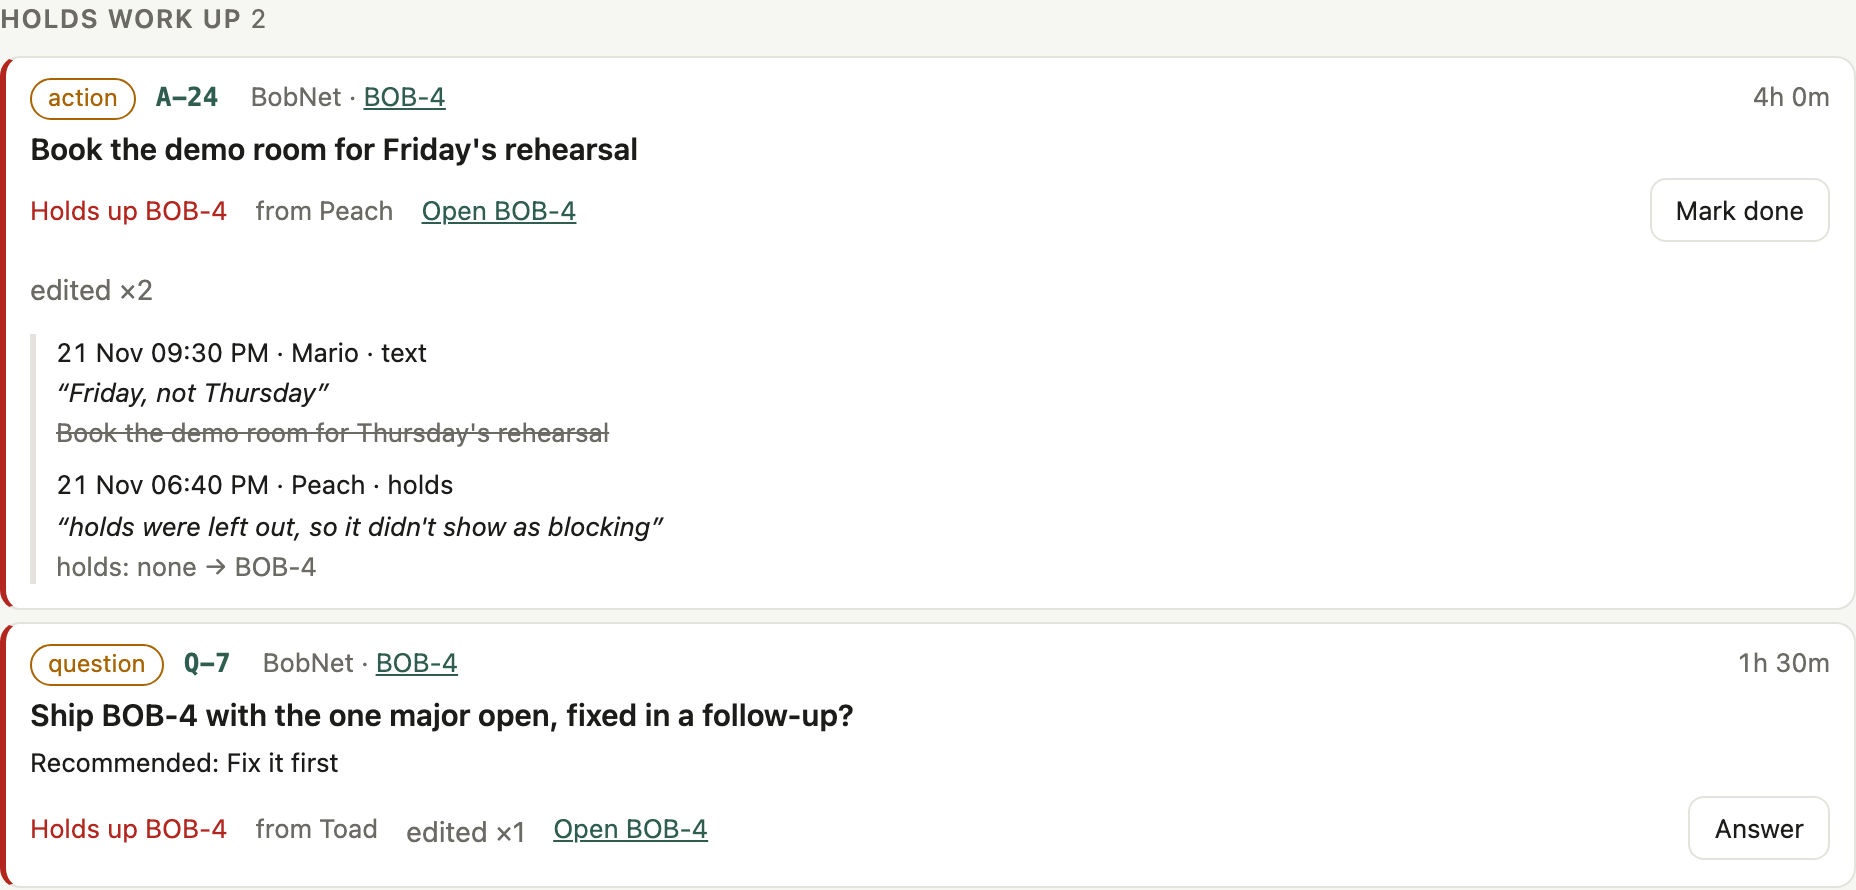 HOLDS WORK UP 2
action A-24 BobNet · BOB-4 4h 0m
Book the demo room for Friday's rehearsal
Holds up BOB-4 from Peach Open BOB-4 Mark done
edited ×2
21 Nov 09:30 PM · Mario · text
“Friday, not Thursday”
Book the demo room for Thursday's rehearsal
21 Nov 06:40 PM · Peach · holds
“holds were left out, so it didn't show as blocking”
holds: none → BOB-4
question Q-7 BobNet · BOB-4 1h 30m
Ship BOB-4 with the one major open, fixed in a follow-up?
Recommended: Fix it first
Holds up BOB-4 from Toad edited ×1 Open BOB-4 Answer